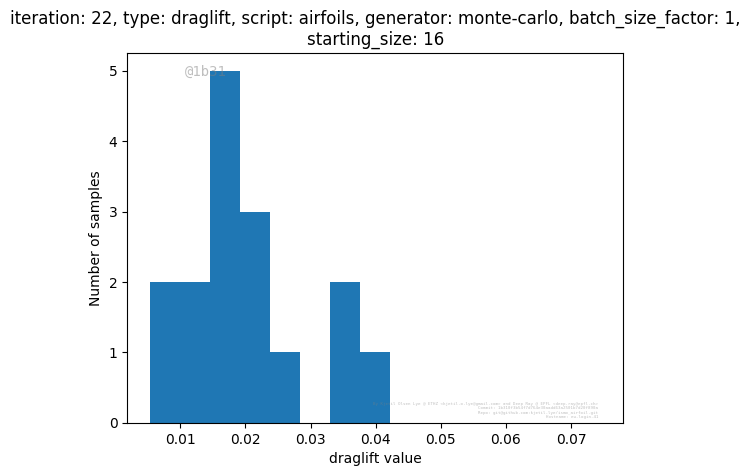 iteration: 22, type: draglift, script: airfoils, generator: monte-carlo, batch_size_factor: 1,
starting_size: 16
@1b31
5
4
3
2
1
0
Number of samples
0.01 0.02 0.03 0.04 0.05 0.06 0.07
draglift value